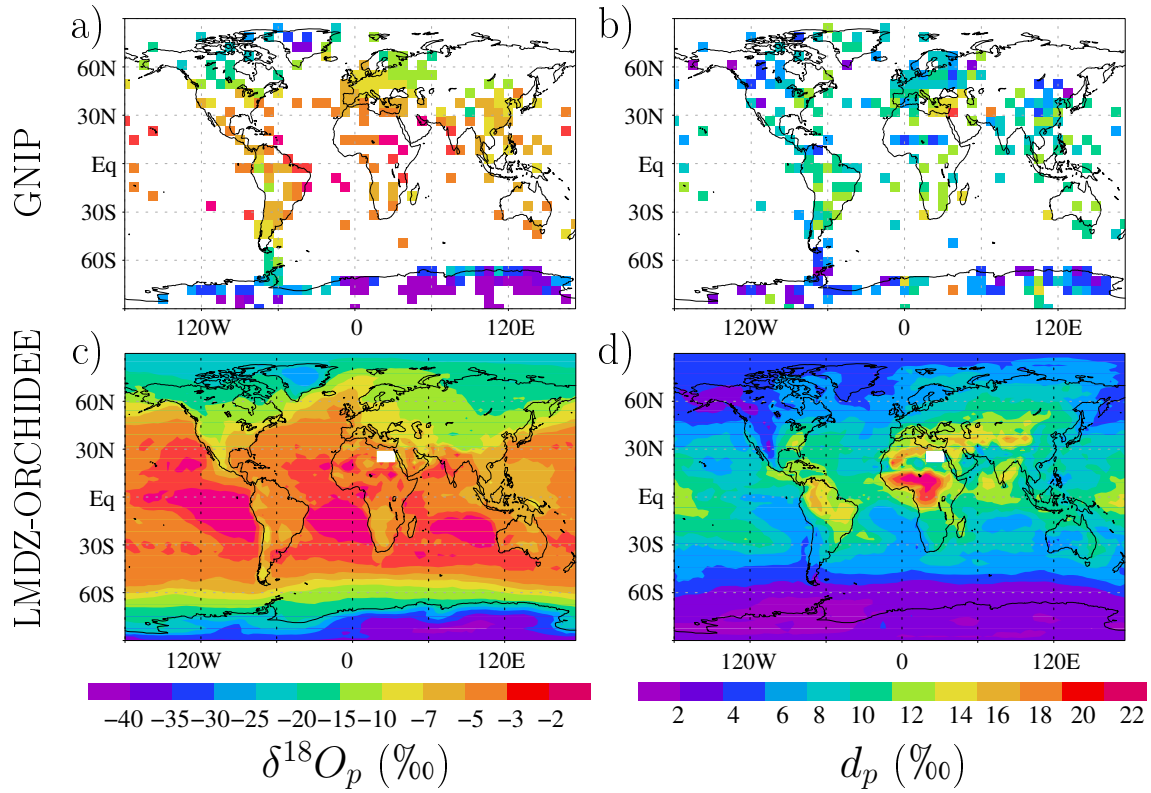 a)
b)
GNIP
60N
30N
Eq
30S
60S
60N
30N
Eq
30S
60S
120W
0
120E
120W
0
120E
c)
d)
LMDZ-ORCHIDEE
60N
30N
Eq
30S
60S
60N
30N
Eq
30S
60S
120W
0
120E
120W
0
120E
−40 −35 −30 −25 −20 −15 −10 −7 −5 −3 −2
2 4 6 8 10 12 14 16 18 20 22
δ¹⁸Oₚ (‰)
dₚ (‰)